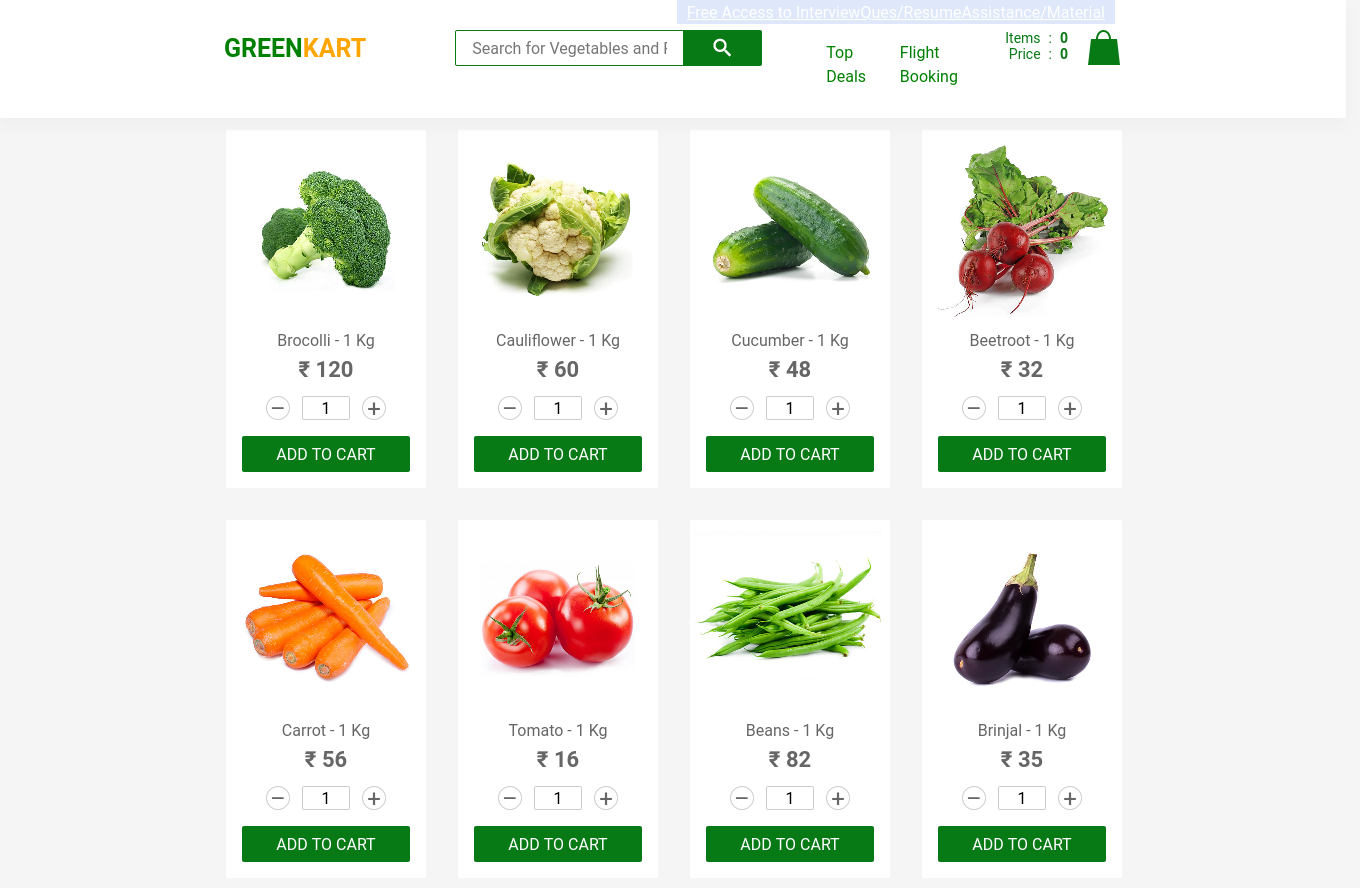 Free Access to InterviewQues/ResumeAssistance/Material
GREENKART
Search for Vegetables and F
Top
Deals
Flight
Booking
Items : 0
Price : 0
Brocolli - 1 Kg
₹ 120
1
ADD TO CART
Cauliflower - 1 Kg
₹ 60
1
ADD TO CART
Cucumber - 1 Kg
₹ 48
1
ADD TO CART
Beetroot - 1 Kg
₹ 32
1
ADD TO CART
Carrot - 1 Kg
₹ 56
1
ADD TO CART
Tomato - 1 Kg
₹ 16
1
ADD TO CART
Beans - 1 Kg
₹ 82
1
ADD TO CART
Brinjal - 1 Kg
₹ 35
1
ADD TO CART